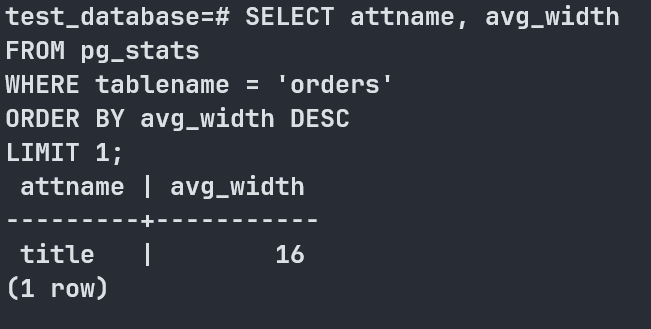 test_database=# SELECT attname, avg_width
FROM pg_stats
WHERE tablename = 'orders'
ORDER BY avg_width DESC
LIMIT 1;
 attname | avg_width
---------+-----------
 title   |        16
(1 row)